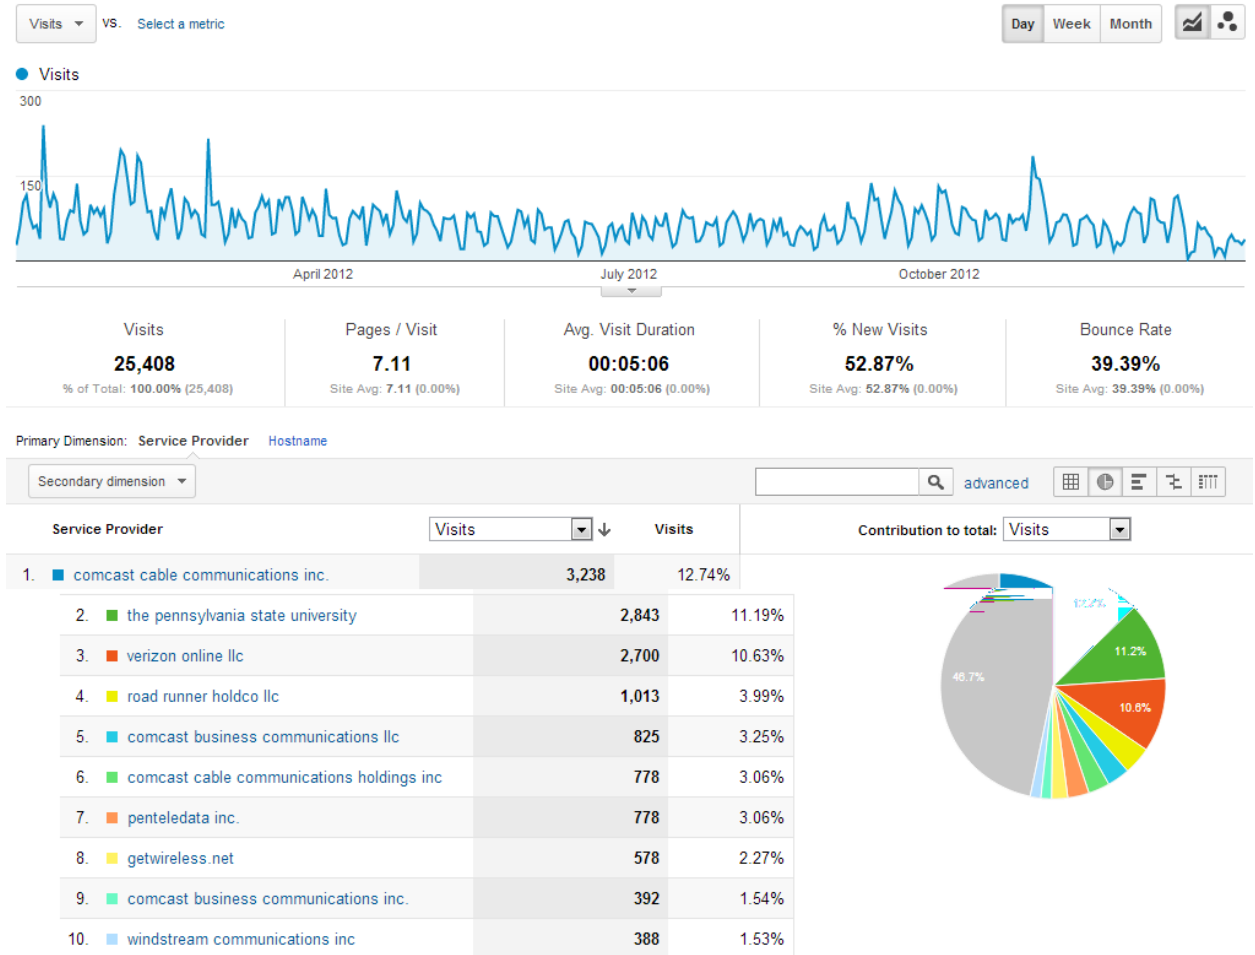 Visits VS. Select a metric Day Week Month
Visits
300
150
April 2012 July 2012 October 2012
Visits Pages / Visit Avg. Visit Duration % New Visits Bounce Rate
25,408 7.11 00:05:06 52.87% 39.39%
% of Total: 100.00% (25,408) Site Avg: 7.11 (0.00%) Site Avg: 00:05:06 (0.00%) Site Avg: 52.87% (0.00%) Site Avg: 39.39% (0.00%)
Primary Dimension: Service Provider Hostname
Secondary dimension advanced
Service Provider Visits Visits Contribution to total: Visits
1. comcast cable communications inc. 3,238 12.74%
2. the pennsylvania state university 2,843 11.19%
3. verizon online llc 2,700 10.63%
4. road runner holdco llc 1,013 3.99%
5. comcast business communications llc 825 3.25%
6. comcast cable communications holdings inc 778 3.06%
7. penteledata inc. 778 3.06%
8. getwireless.net 578 2.27%
9. comcast business communications inc. 392 1.54%
10. windstream communications inc 388 1.53%
11.2%
46.7%
10.6%